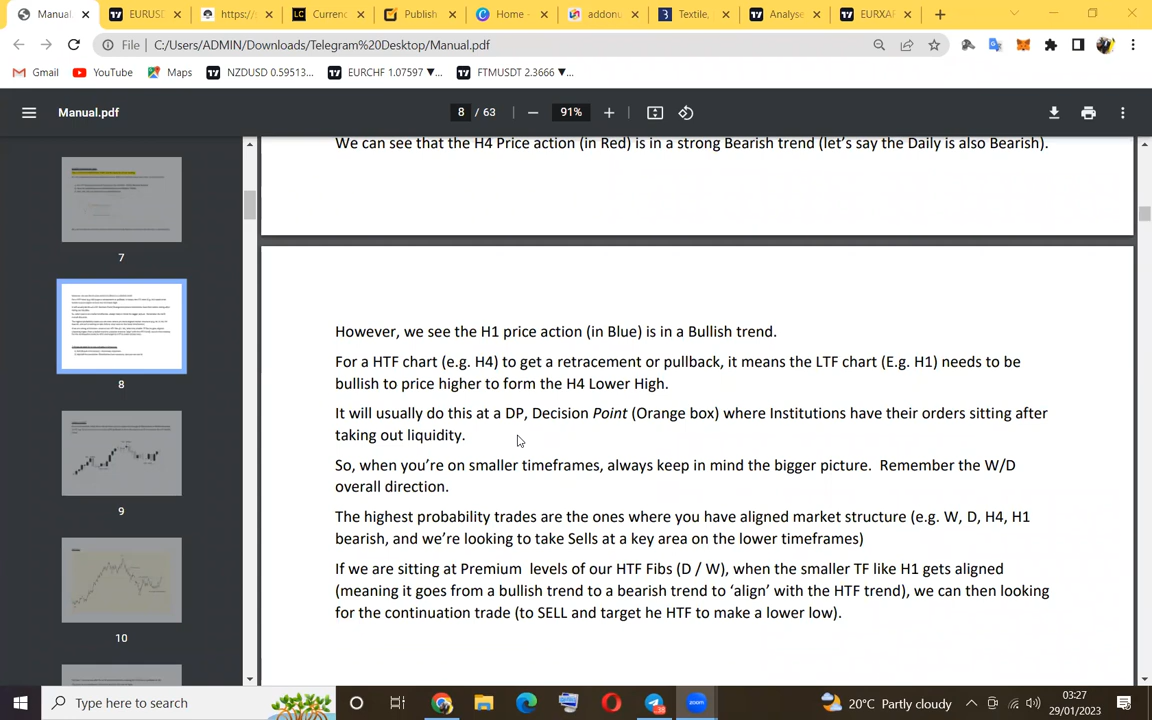 Manual.
EURUSD
https://s
Currenc
Publish
Home -
addonu
Textile,
Analyse
EURXAF
File
C:/Users/ADMIN/Downloads/Telegram%20Desktop/Manual.pdf
Gmail
YouTube
Maps
NZDUSD 0.59513...
EURCHF 1.07597 ▼...
FTMUSDT 2.3666 ▼...
Manual.pdf
8 / 63
91%
7
8
9
10
We can see that the H4 Price action (in Red) is in a strong Bearish trend (let's say the Daily is also Bearish).
However, we see the H1 price action (in Blue) is in a Bullish trend.
For a HTF chart (e.g. H4) to get a retracement or pullback, it means the LTF chart (E.g. H1) needs to be
bullish to price higher to form the H4 Lower High.
It will usually do this at a DP, Decision Point (Orange box) where Institutions have their orders sitting after
taking out liquidity.
So, when you're on smaller timeframes, always keep in mind the bigger picture. Remember the W/D
overall direction.
The highest probability trades are the ones where you have aligned market structure (e.g. W, D, H4, H1
bearish, and we're looking to take Sells at a key area on the lower timeframes)
If we are sitting at Premium levels of our HTF Fibs (D / W), when the smaller TF like H1 gets aligned
(meaning it goes from a bullish trend to a bearish trend to 'align' with the HTF trend), we can then looking
for the continuation trade (to SELL and target he HTF to make a lower low).
Type here to search
zoom
20°C Partly cloudy
03:27
29/01/2023